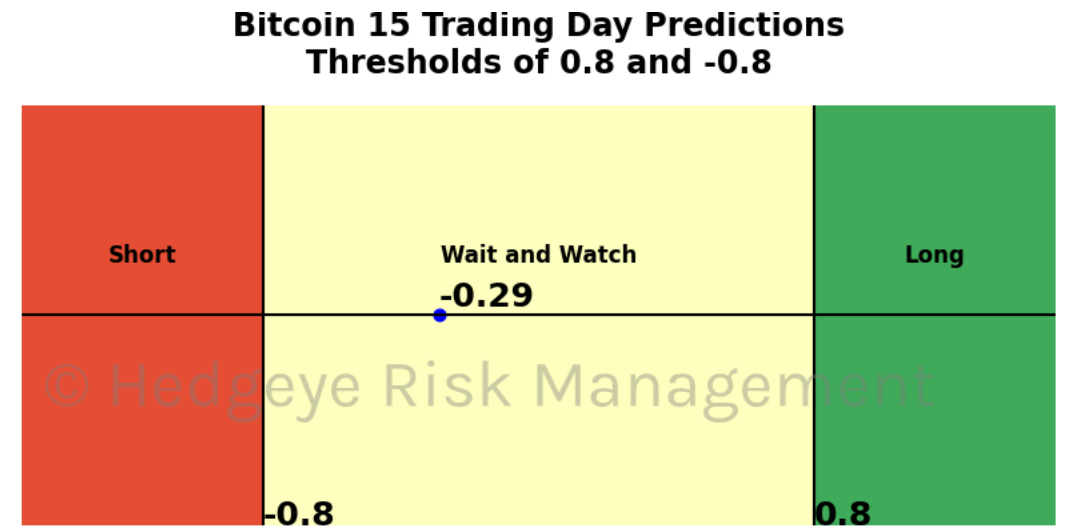 Bitcoin 15 Trading Day Predictions
Thresholds of 0.8 and -0.8
Short
Wait and Watch
Long
-0.29
© Hedgeye Risk Management
-0.8
0.8